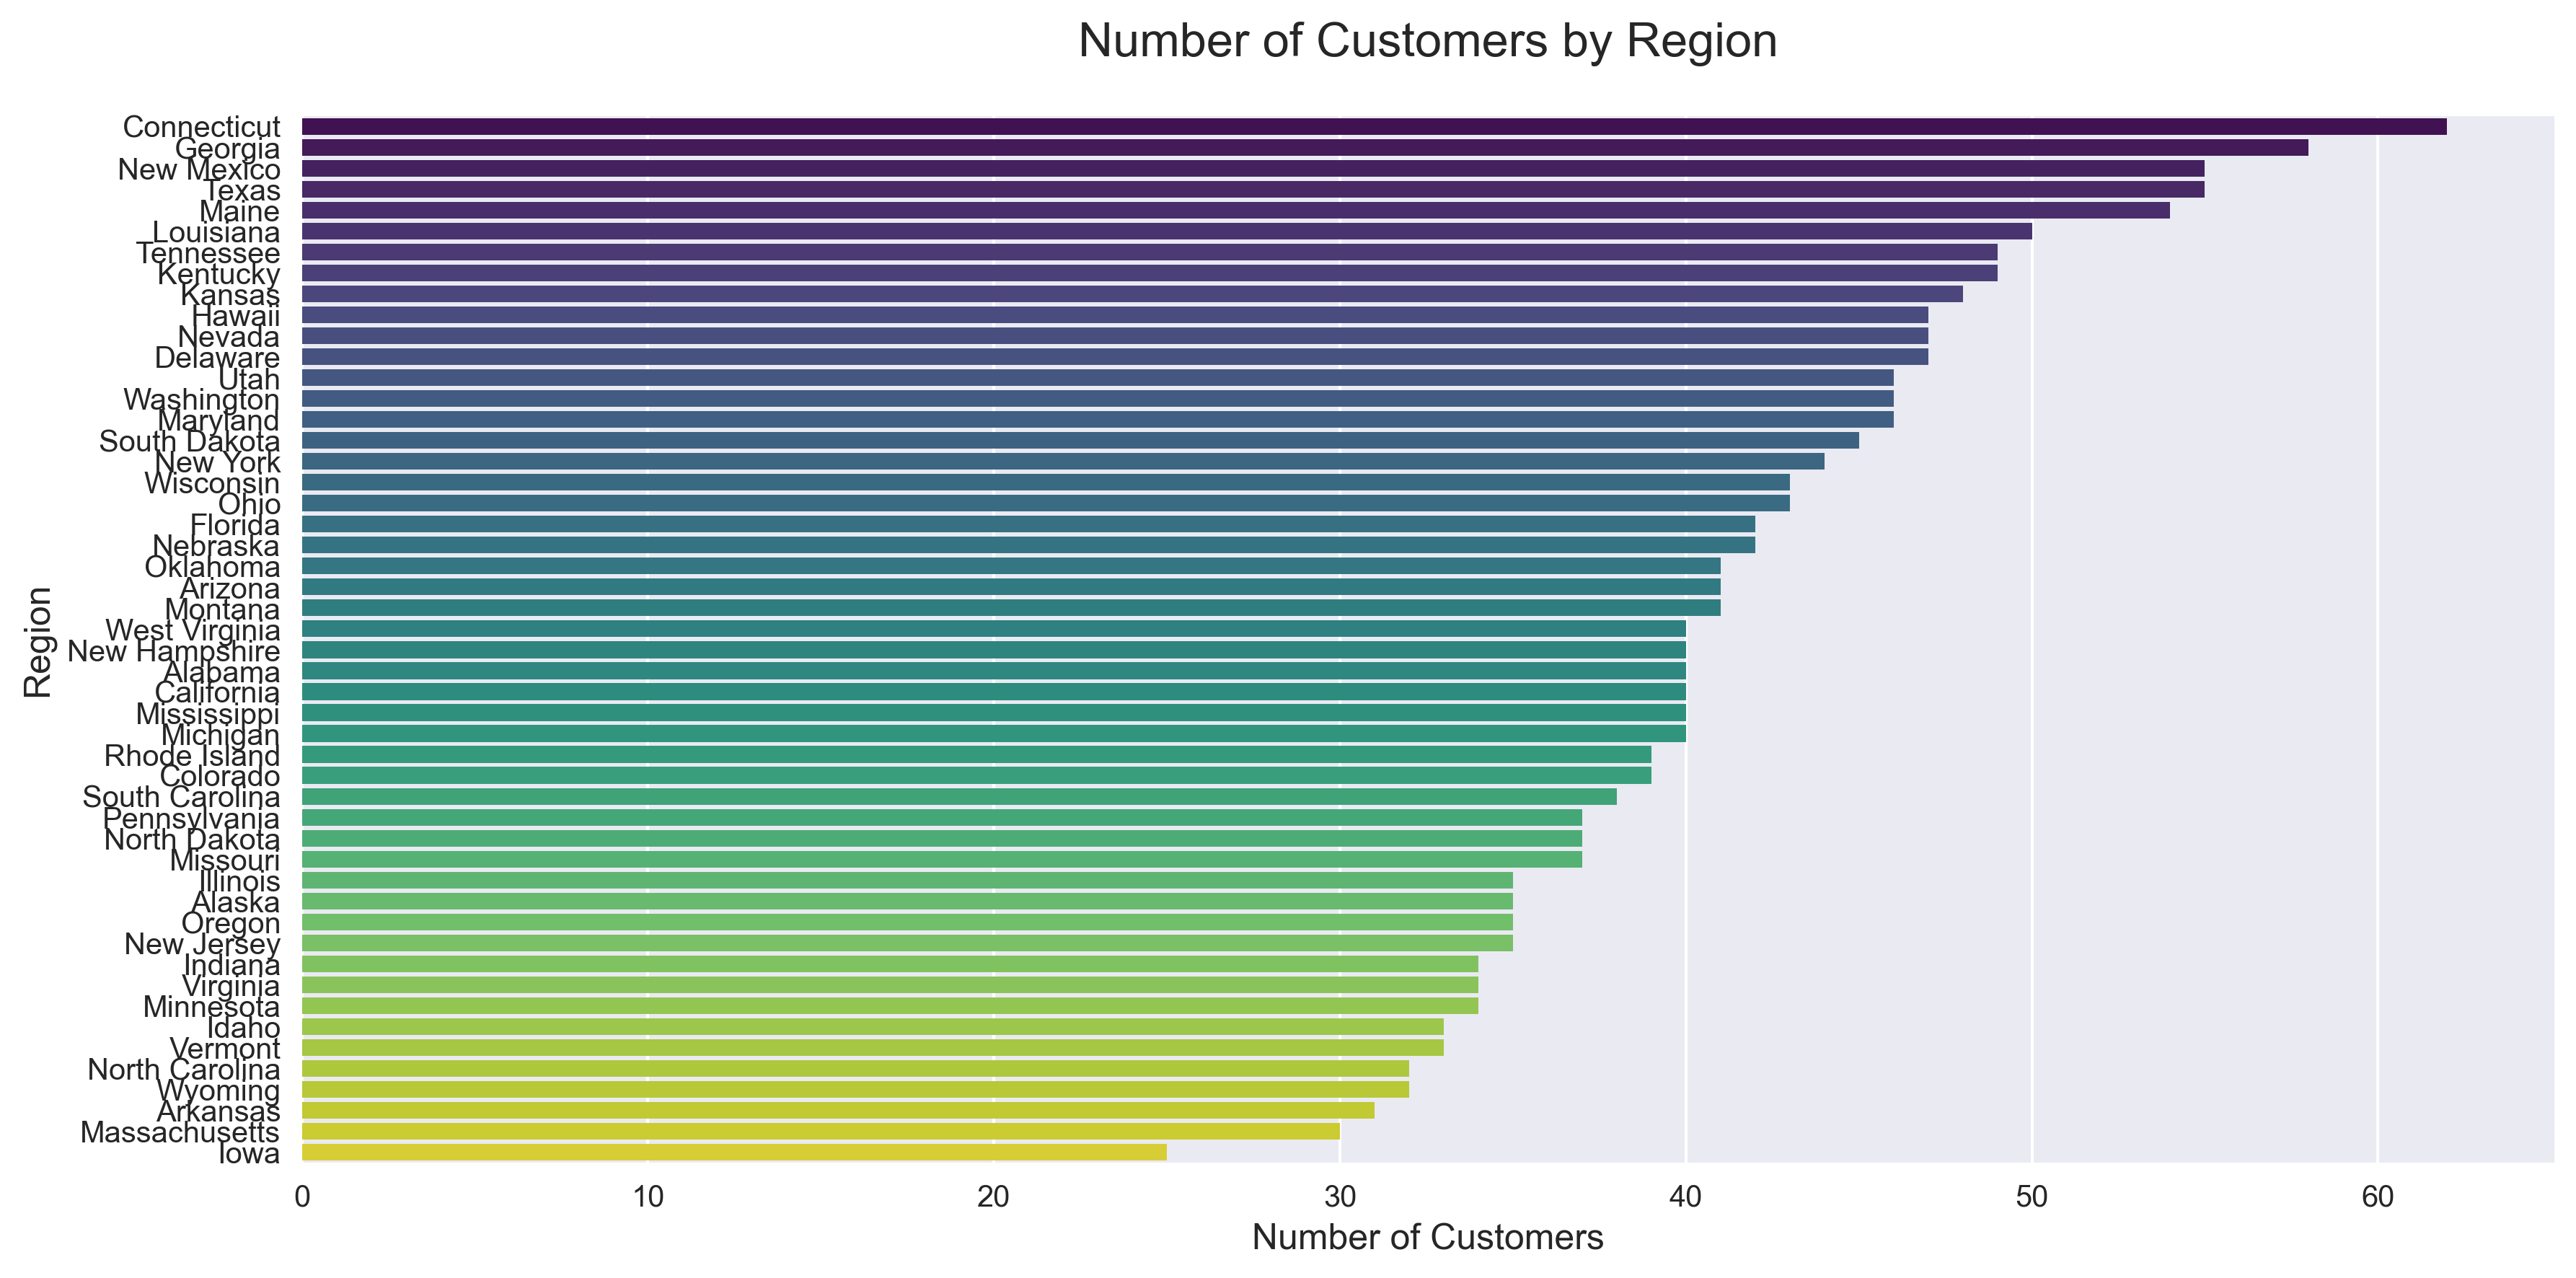 Number of Customers by Region
Connecticut
Georgia
New Mexico
Texas
Maine
Louisiana
Tennessee
Kentucky
Kansas
Hawaii
Nevada
Delaware
Utah
Washington
Maryland
South Dakota
New York
Wisconsin
Ohio
Florida
Nebraska
Oklahoma
Arizona
Montana
West Virginia
New Hampshire
Alabama
California
Mississippi
Michigan
Rhode Island
Colorado
South Carolina
Pennsylvania
North Dakota
Missouri
Illinois
Alaska
Oregon
New Jersey
Indiana
Virginia
Minnesota
Idaho
Vermont
North Carolina
Wyoming
Arkansas
Massachusetts
Iowa
Region
0 10 20 30 40 50 60
Number of Customers